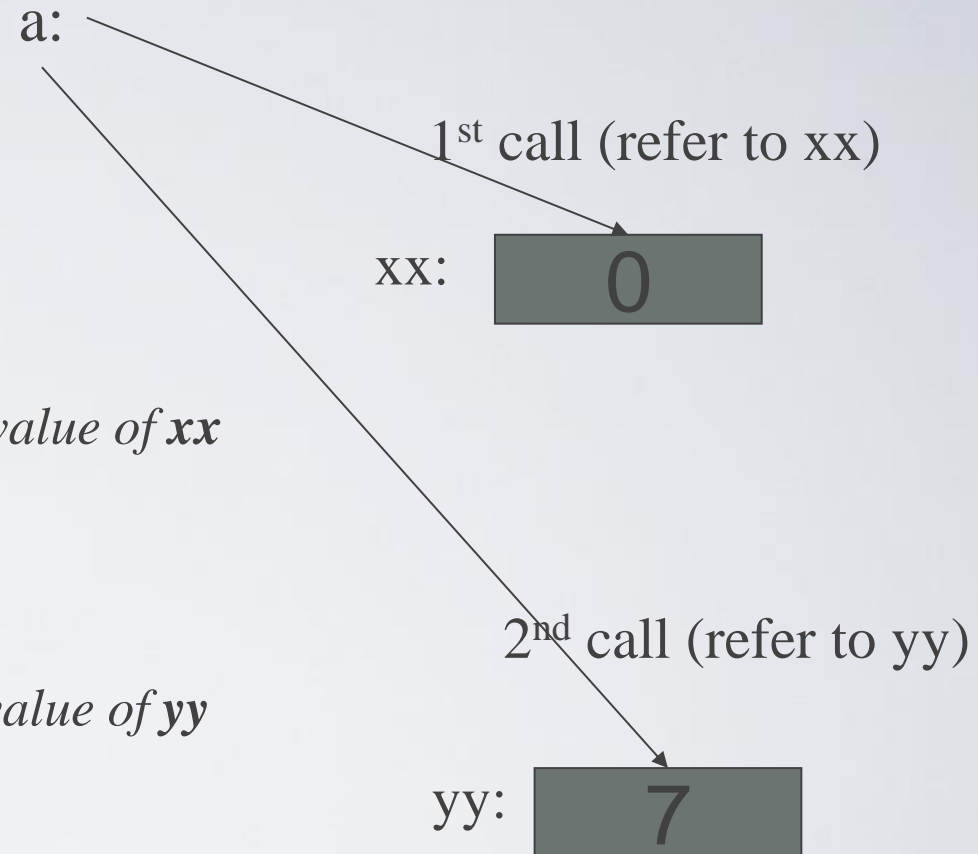 a:
1st call (refer to xx)
xx:
0
value of xx
2nd call (refer to yy)
value of yy
yy:
7